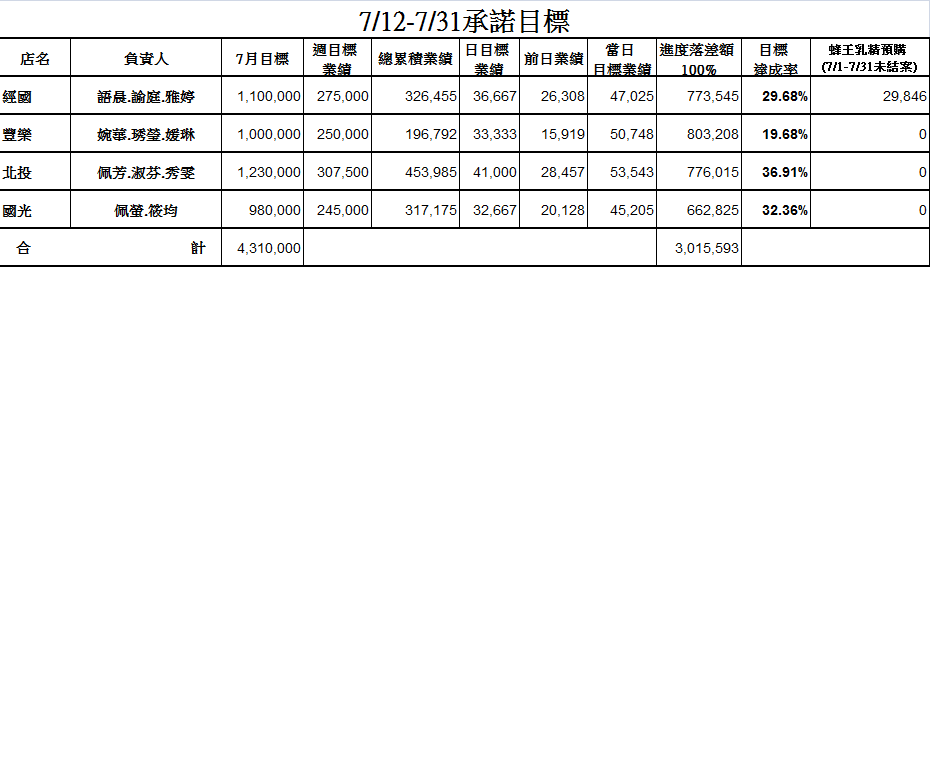 7/12-7/31承諾目標
店名 負責人 7月目標 週目標業績 總累積業績 日目標業績 前日業績 當日目標業績 進度落差額100% 目標達成率 蜂王乳精預購(7/1-7/31未結案)
經國 語晨.諭庭.雅婷 1,100,000 275,000 326,455 36,667 26,308 47,025 773,545 29.68% 29,846
豐樂 婉華.琇瑩.媛琳 1,000,000 250,000 196,792 33,333 15,919 50,748 803,208 19.68% 0
北投 佩芳.淑芬.秀雯 1,230,000 307,500 453,985 41,000 28,457 53,543 776,015 36.91% 0
國光 佩螢.筱均 980,000 245,000 317,175 32,667 20,128 45,205 662,825 32.36% 0
合 計 4,310,000 3,015,593